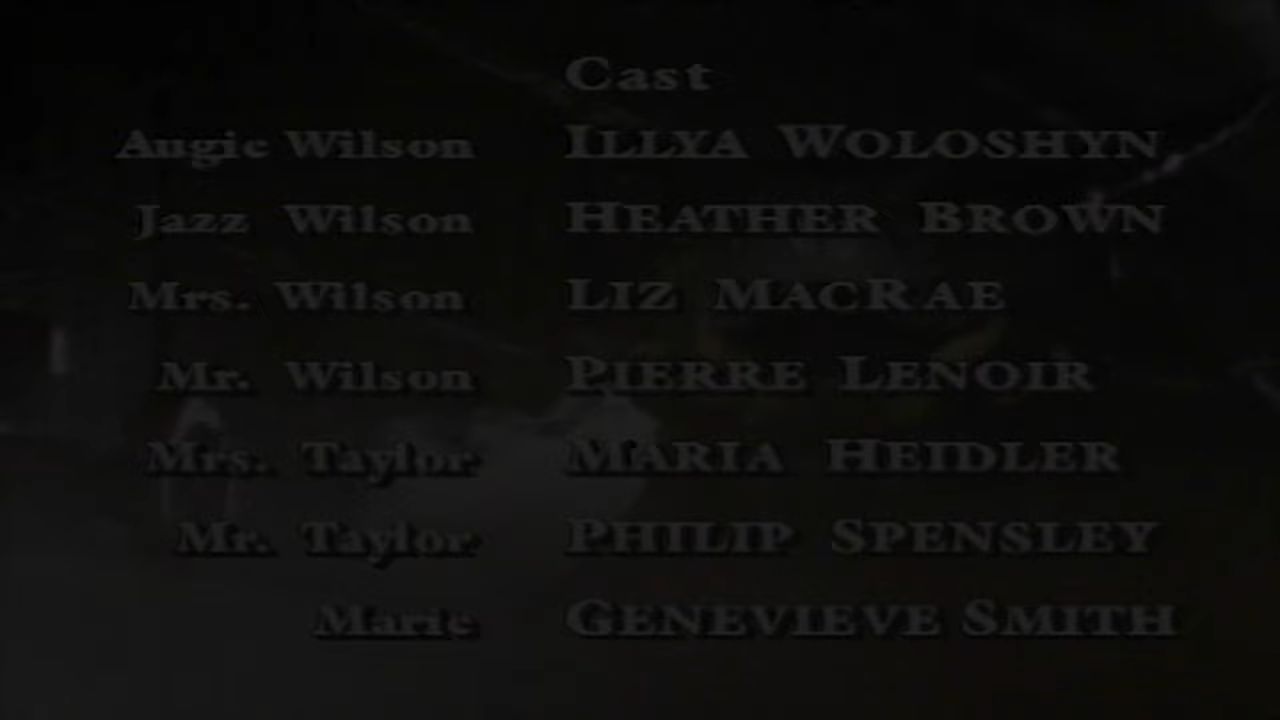 Cast
Augie Wilson ILLYA WOLOSHYN
Jazz Wilson HEATHER BROWN
Mrs. Wilson LIZ MACRAE
Mr. Wilson PIERRE LENOIR
Mrs. Taylor MARIA HEIDLER
Mr. Taylor PHILIP SPENSLEY
Marie GENEVIEVE SMITH